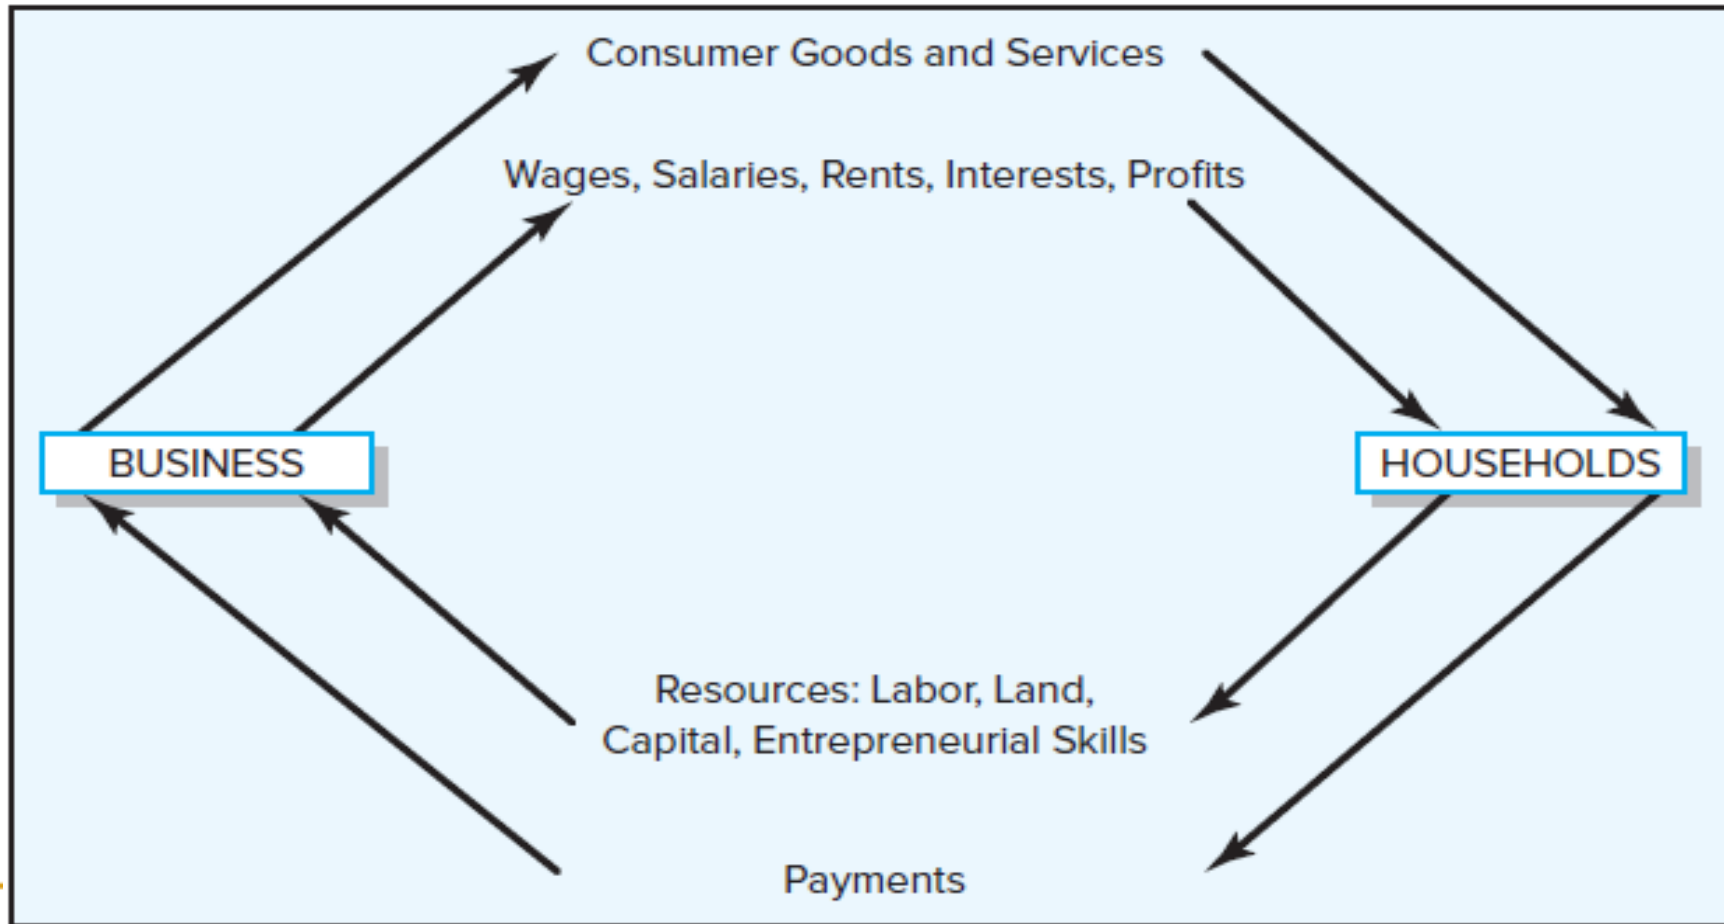 Consumer Goods and Services
Wages, Salaries, Rents, Interests, Profits
BUSINESS
HOUSEHOLDS
Resources: Labor, Land,
Capital, Entrepreneurial Skills
Payments